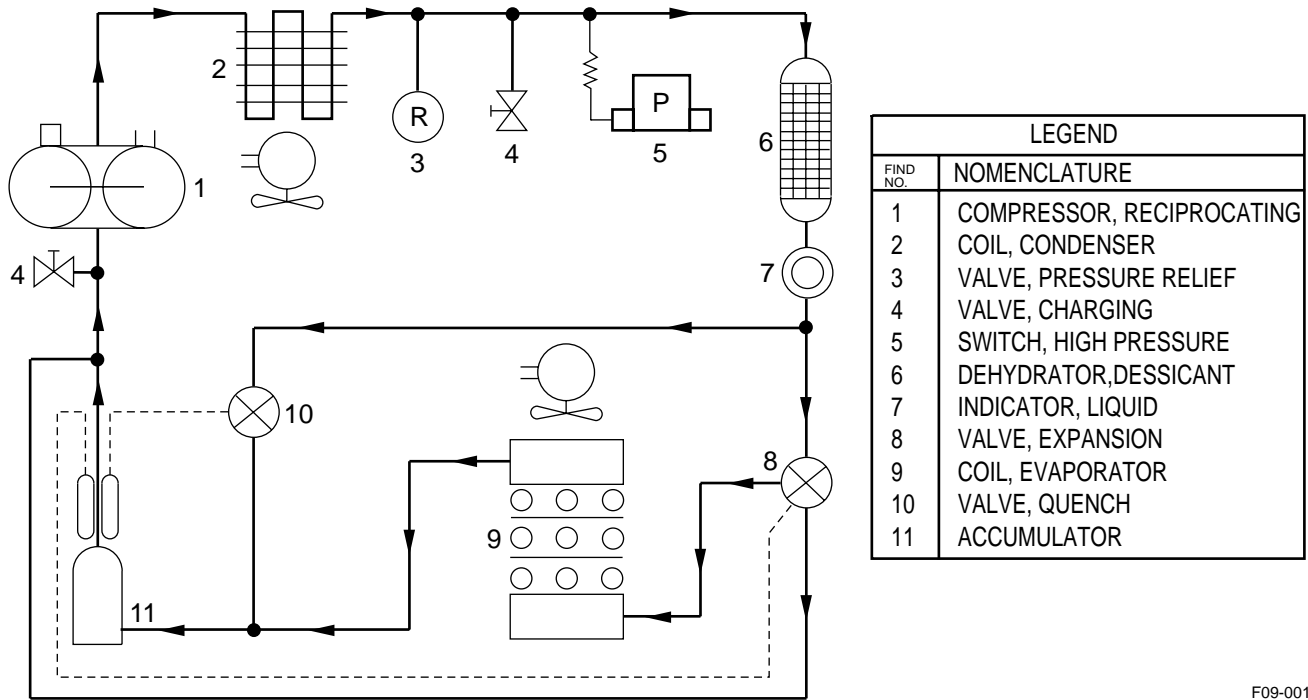 2
R
3
4
P
5
6
1
4
7
10
8
9
11
LEGEND
FIND NO.
NOMENCLATURE
1 COMPRESSOR, RECIPROCATING
2 COIL, CONDENSER
3 VALVE, PRESSURE RELIEF
4 VALVE, CHARGING
5 SWITCH, HIGH PRESSURE
6 DEHYDRATOR,DESSICANT
7 INDICATOR, LIQUID
8 VALVE, EXPANSION
9 COIL, EVAPORATOR
10 VALVE, QUENCH
11 ACCUMULATOR
F09-001